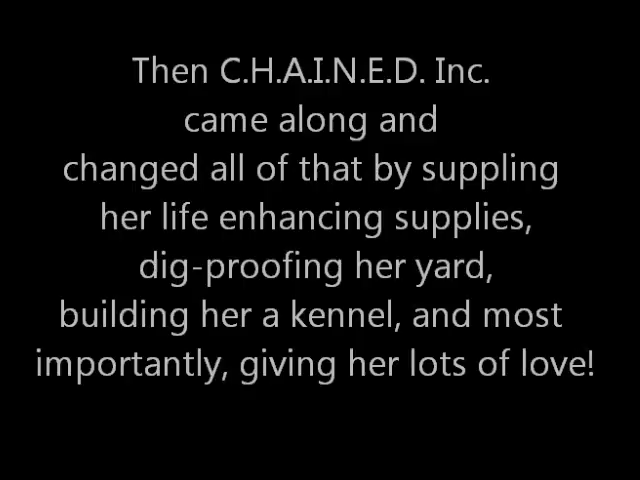 Then C.H.A.I.N.E.D. Inc.
came along and
changed all of that by suppling
her life enhancing supplies,
dig-proofing her yard,
building her a kennel, and most
importantly, giving her lots of love!